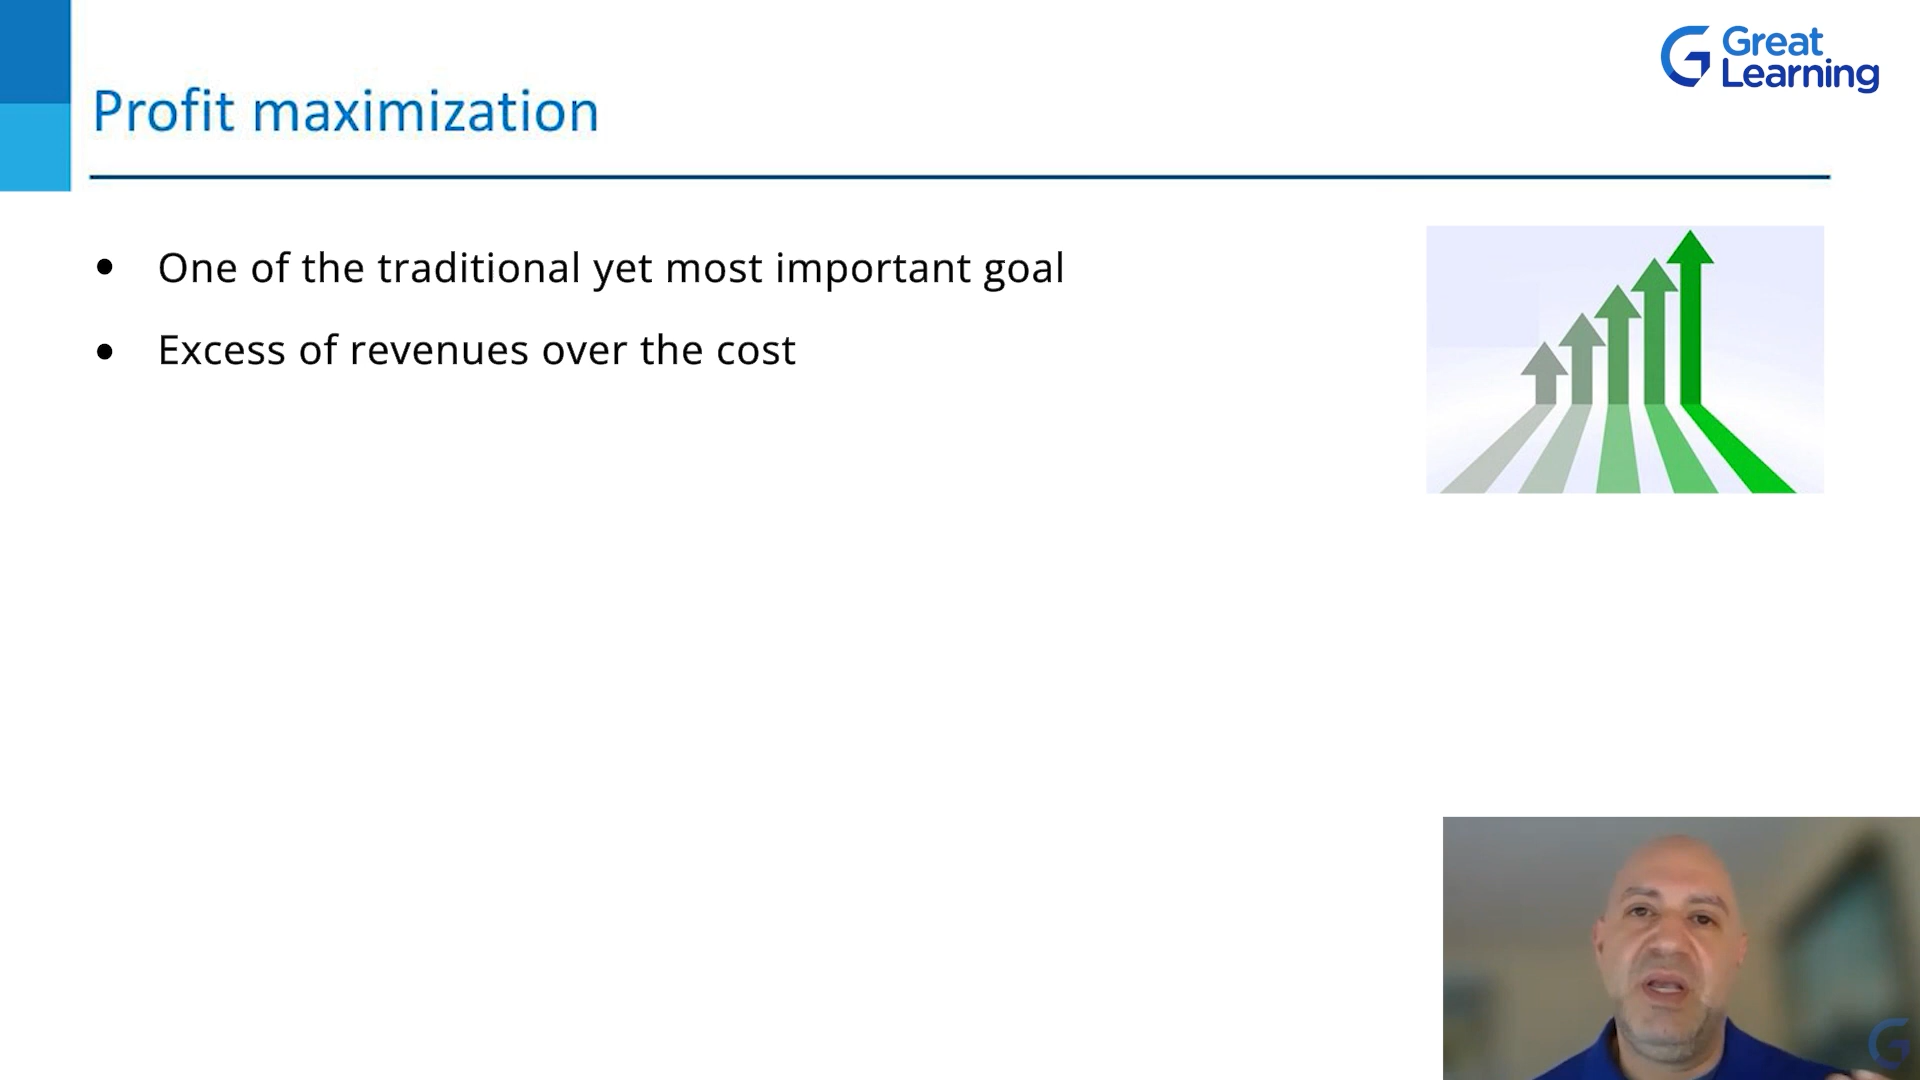 Great
Learning
Profit maximization
• One of the traditional yet most important goal
• Excess of revenues over the cost